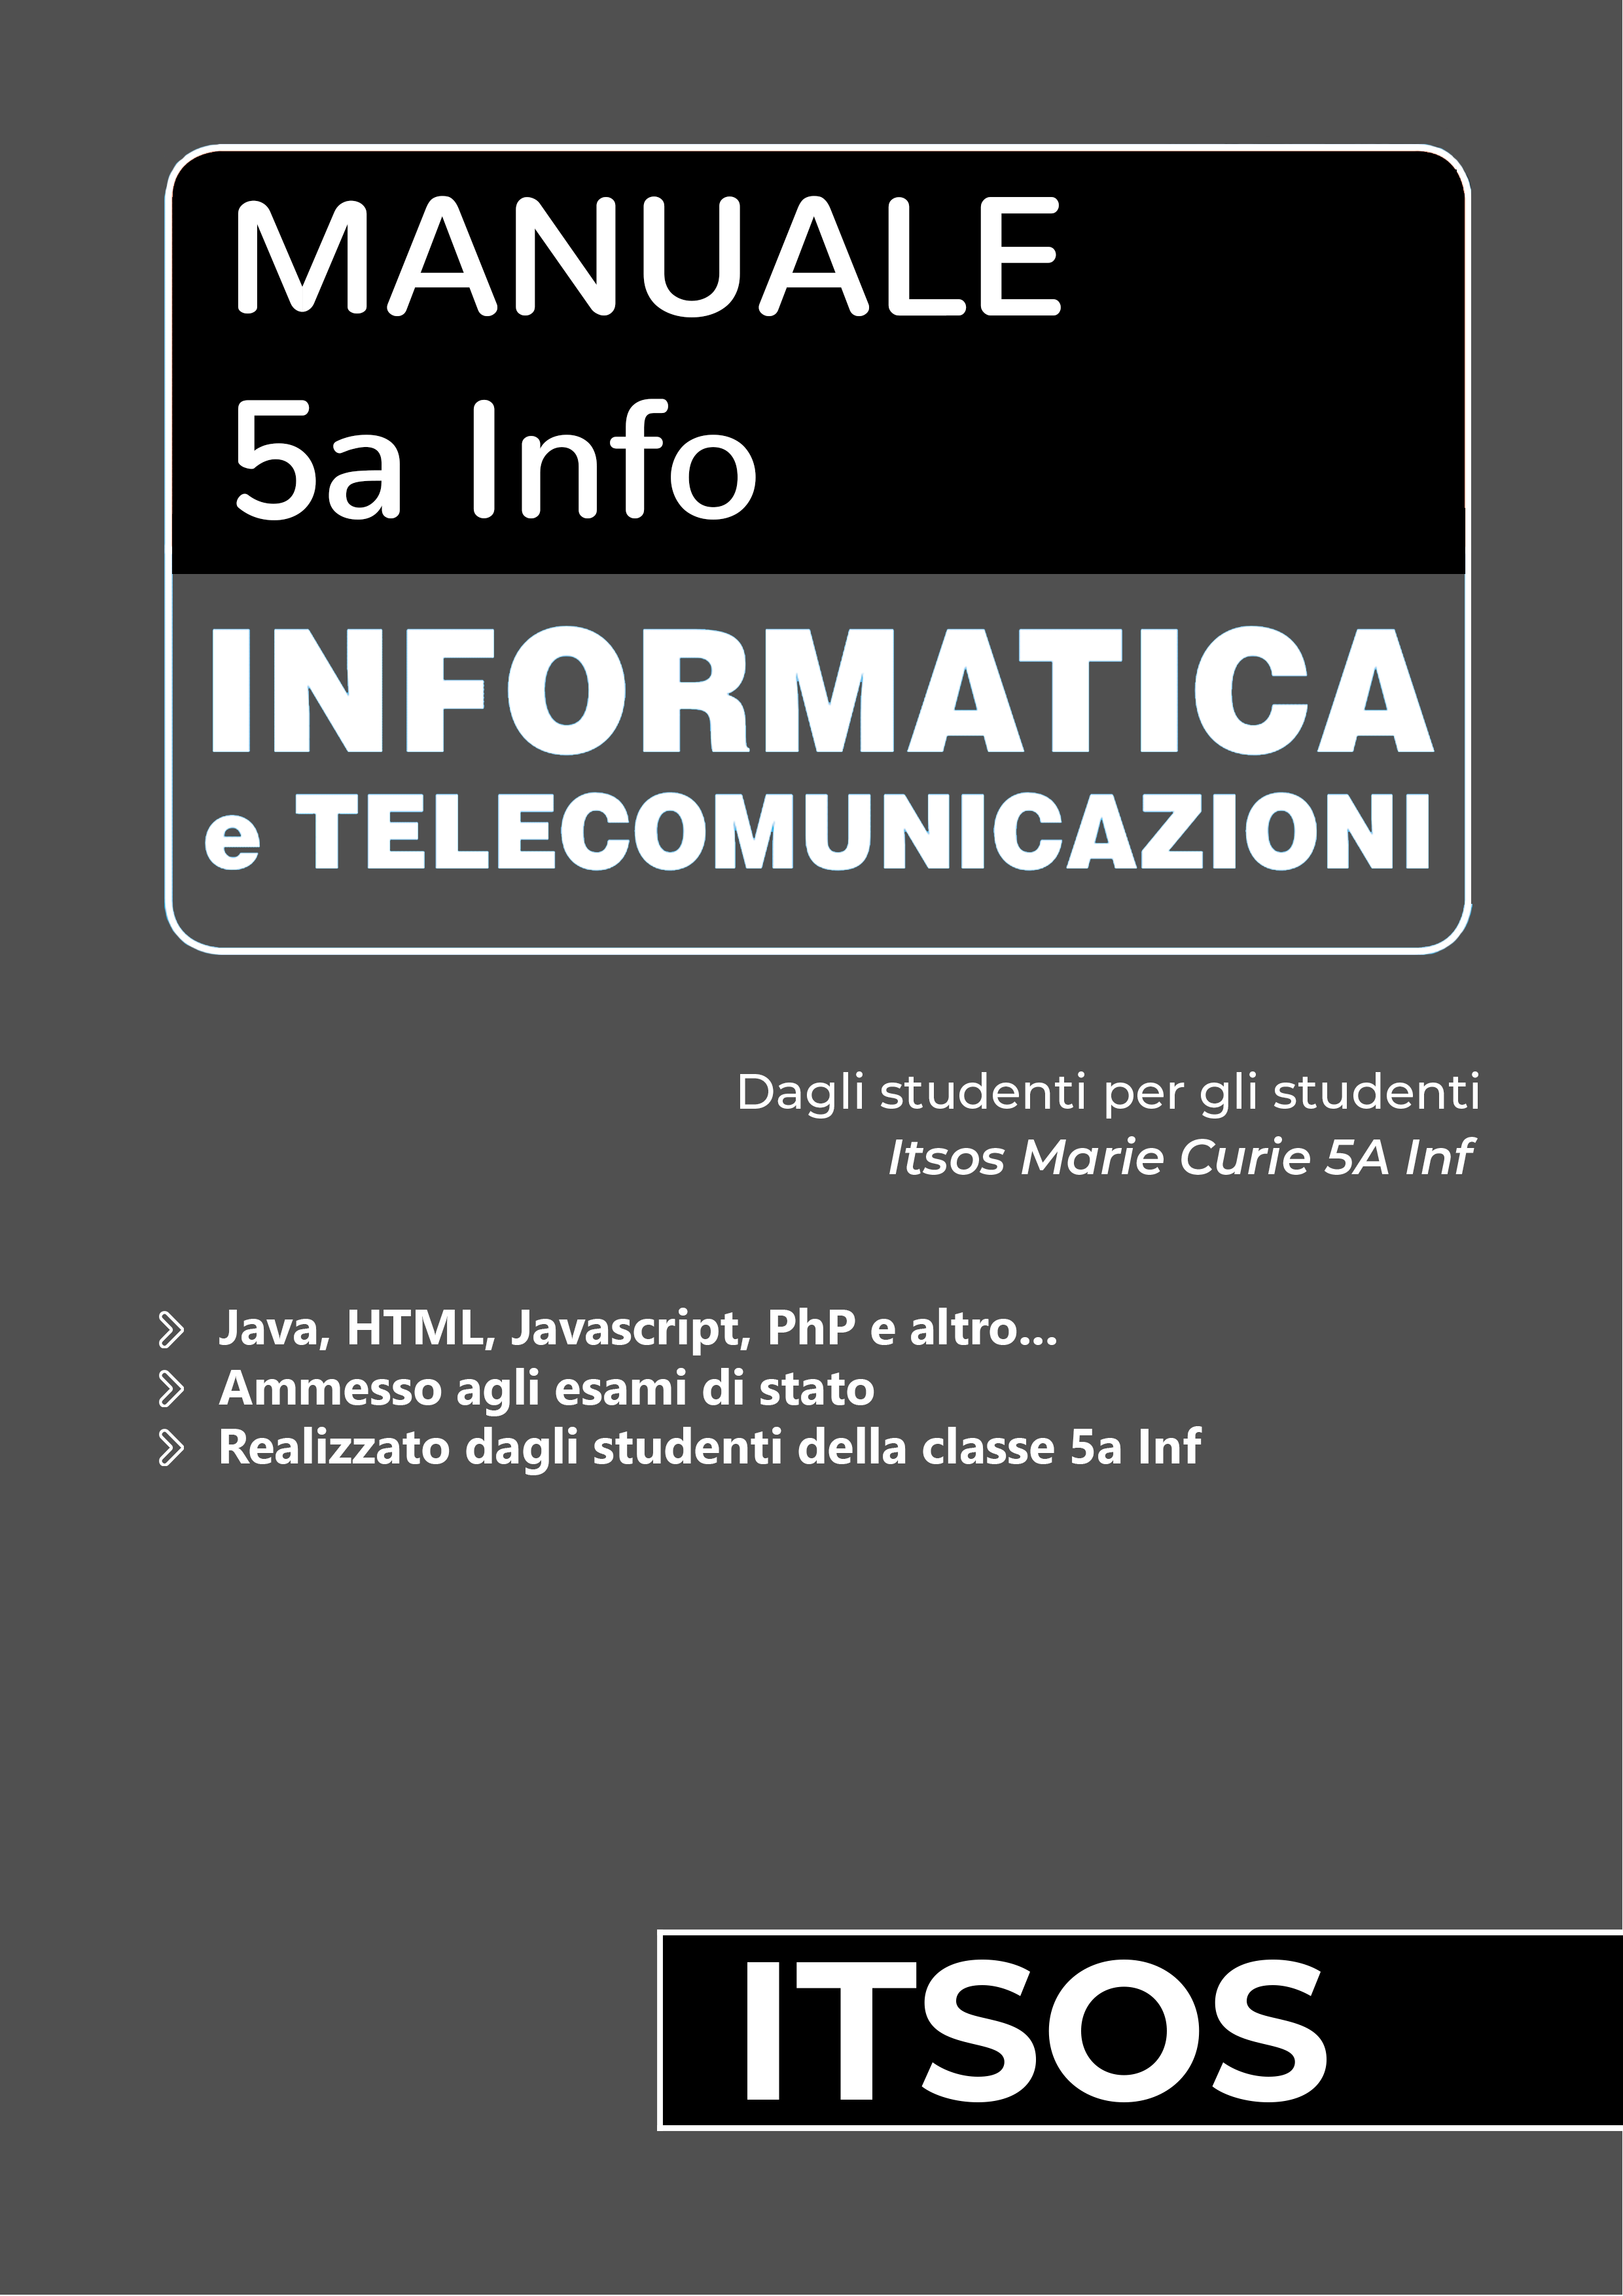 MANUALE
5a Info
INFORMATICA
e TELECOMUNICAZIONI
Dagli studenti per gli studenti
Itsos Marie Curie 5A Inf
Java, HTML, Javascript, PhP e altro...
Ammesso agli esami di stato
Realizzato dagli studenti della classe 5a Inf
ITSOS